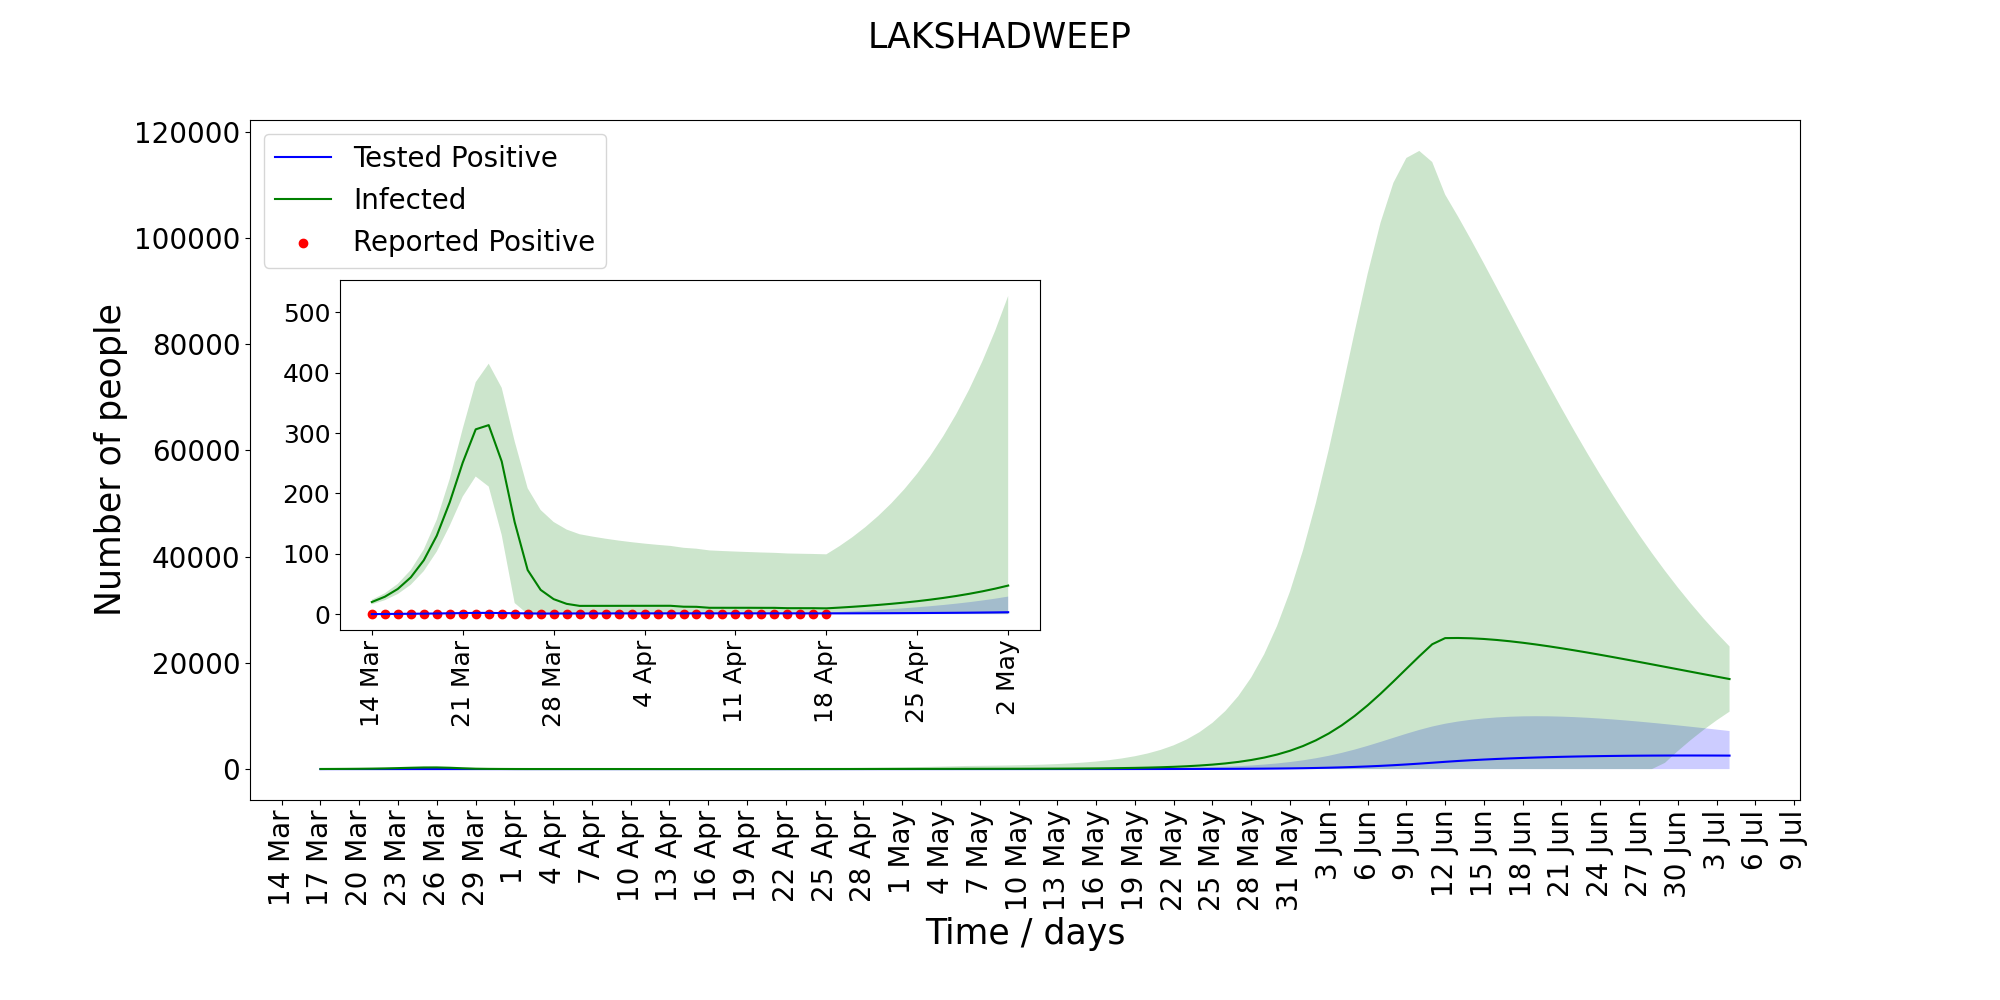 LAKSHADWEEP
120000
100000
80000
60000
40000
20000
0
Number of people
Tested Positive
Infected
Reported Positive
500
400
300
200
100
0
14 Mar
21 Mar
28 Mar
4 Apr
11 Apr
18 Apr
25 Apr
2 May
14 Mar
17 Mar
20 Mar
23 Mar
26 Mar
29 Mar
1 Apr
4 Apr
7 Apr
10 Apr
13 Apr
16 Apr
19 Apr
22 Apr
25 Apr
28 Apr
1 May
4 May
7 May
10 May
13 May
16 May
19 May
22 May
25 May
28 May
31 May
3 Jun
6 Jun
9 Jun
12 Jun
15 Jun
18 Jun
21 Jun
24 Jun
27 Jun
30 Jun
3 Jul
6 Jul
9 Jul
Time / days